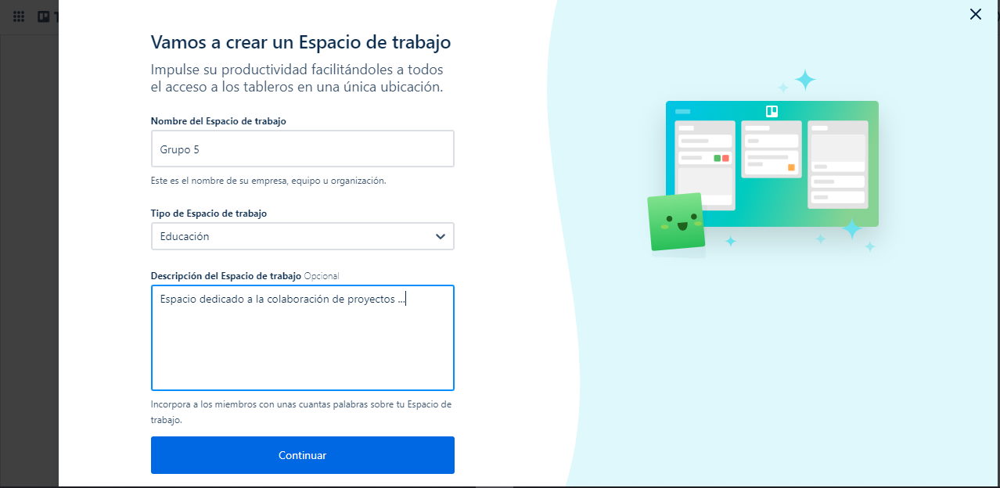 Vamos a crear un Espacio de trabajo
Impulse su productividad facilitándoles a todos
el acceso a los tableros en una única ubicación.
Nombre del Espacio de trabajo
Grupo 5
Este es el nombre de su empresa, equipo u organización.
Tipo de Espacio de trabajo
Educación
Descripción del Espacio de trabajo Opcional
Espacio dedicado a la colaboración de proyectos ...
Incorpora a los miembros con unas cuantas palabras sobre tu Espacio de
trabajo.
Continuar